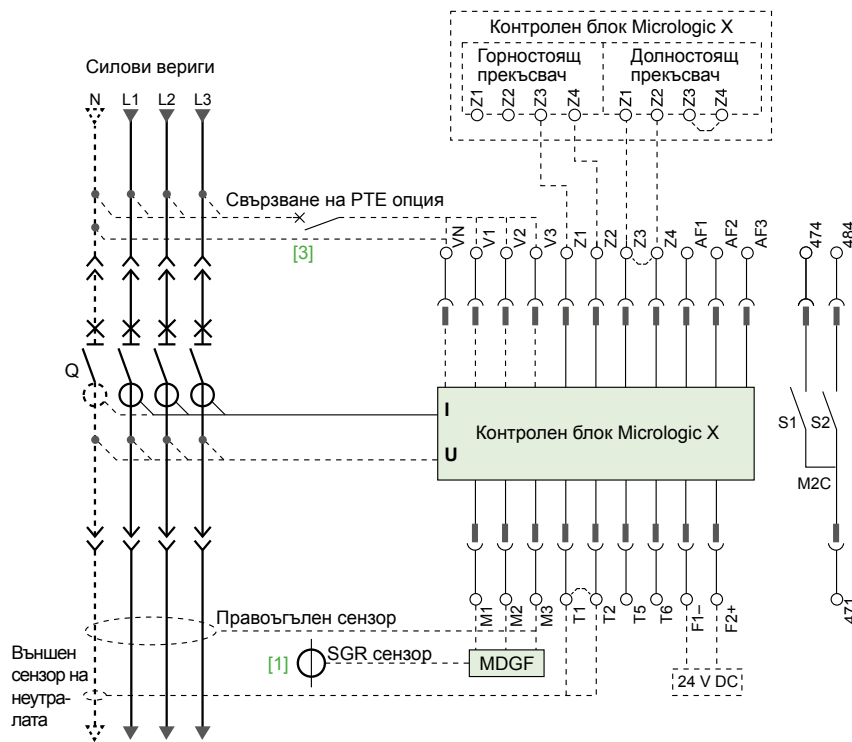 Контролен блок Micrologic X
Горностоящ
прекъсвач
Долностоящ
прекъсвач
Z1 Z2 Z3 Z4 Z1 Z2 Z3 Z4
Силови вериги
N L1 L2 L3
Свързване на PTE опция
[3]
VN V1 V2 V3 Z1 Z2 Z3 Z4 AF1 AF2 AF3
474 484
Q
I
U
Контролен блок Micrologic X
S1 S2
M2C
M1 M2 M3 T1 T2 T5 T6 F1– F2+
471
Правоъгълен сензор
[1]
SGR сензор
MDGF
24 V DC
Външен
сензор на
неутра-
лата